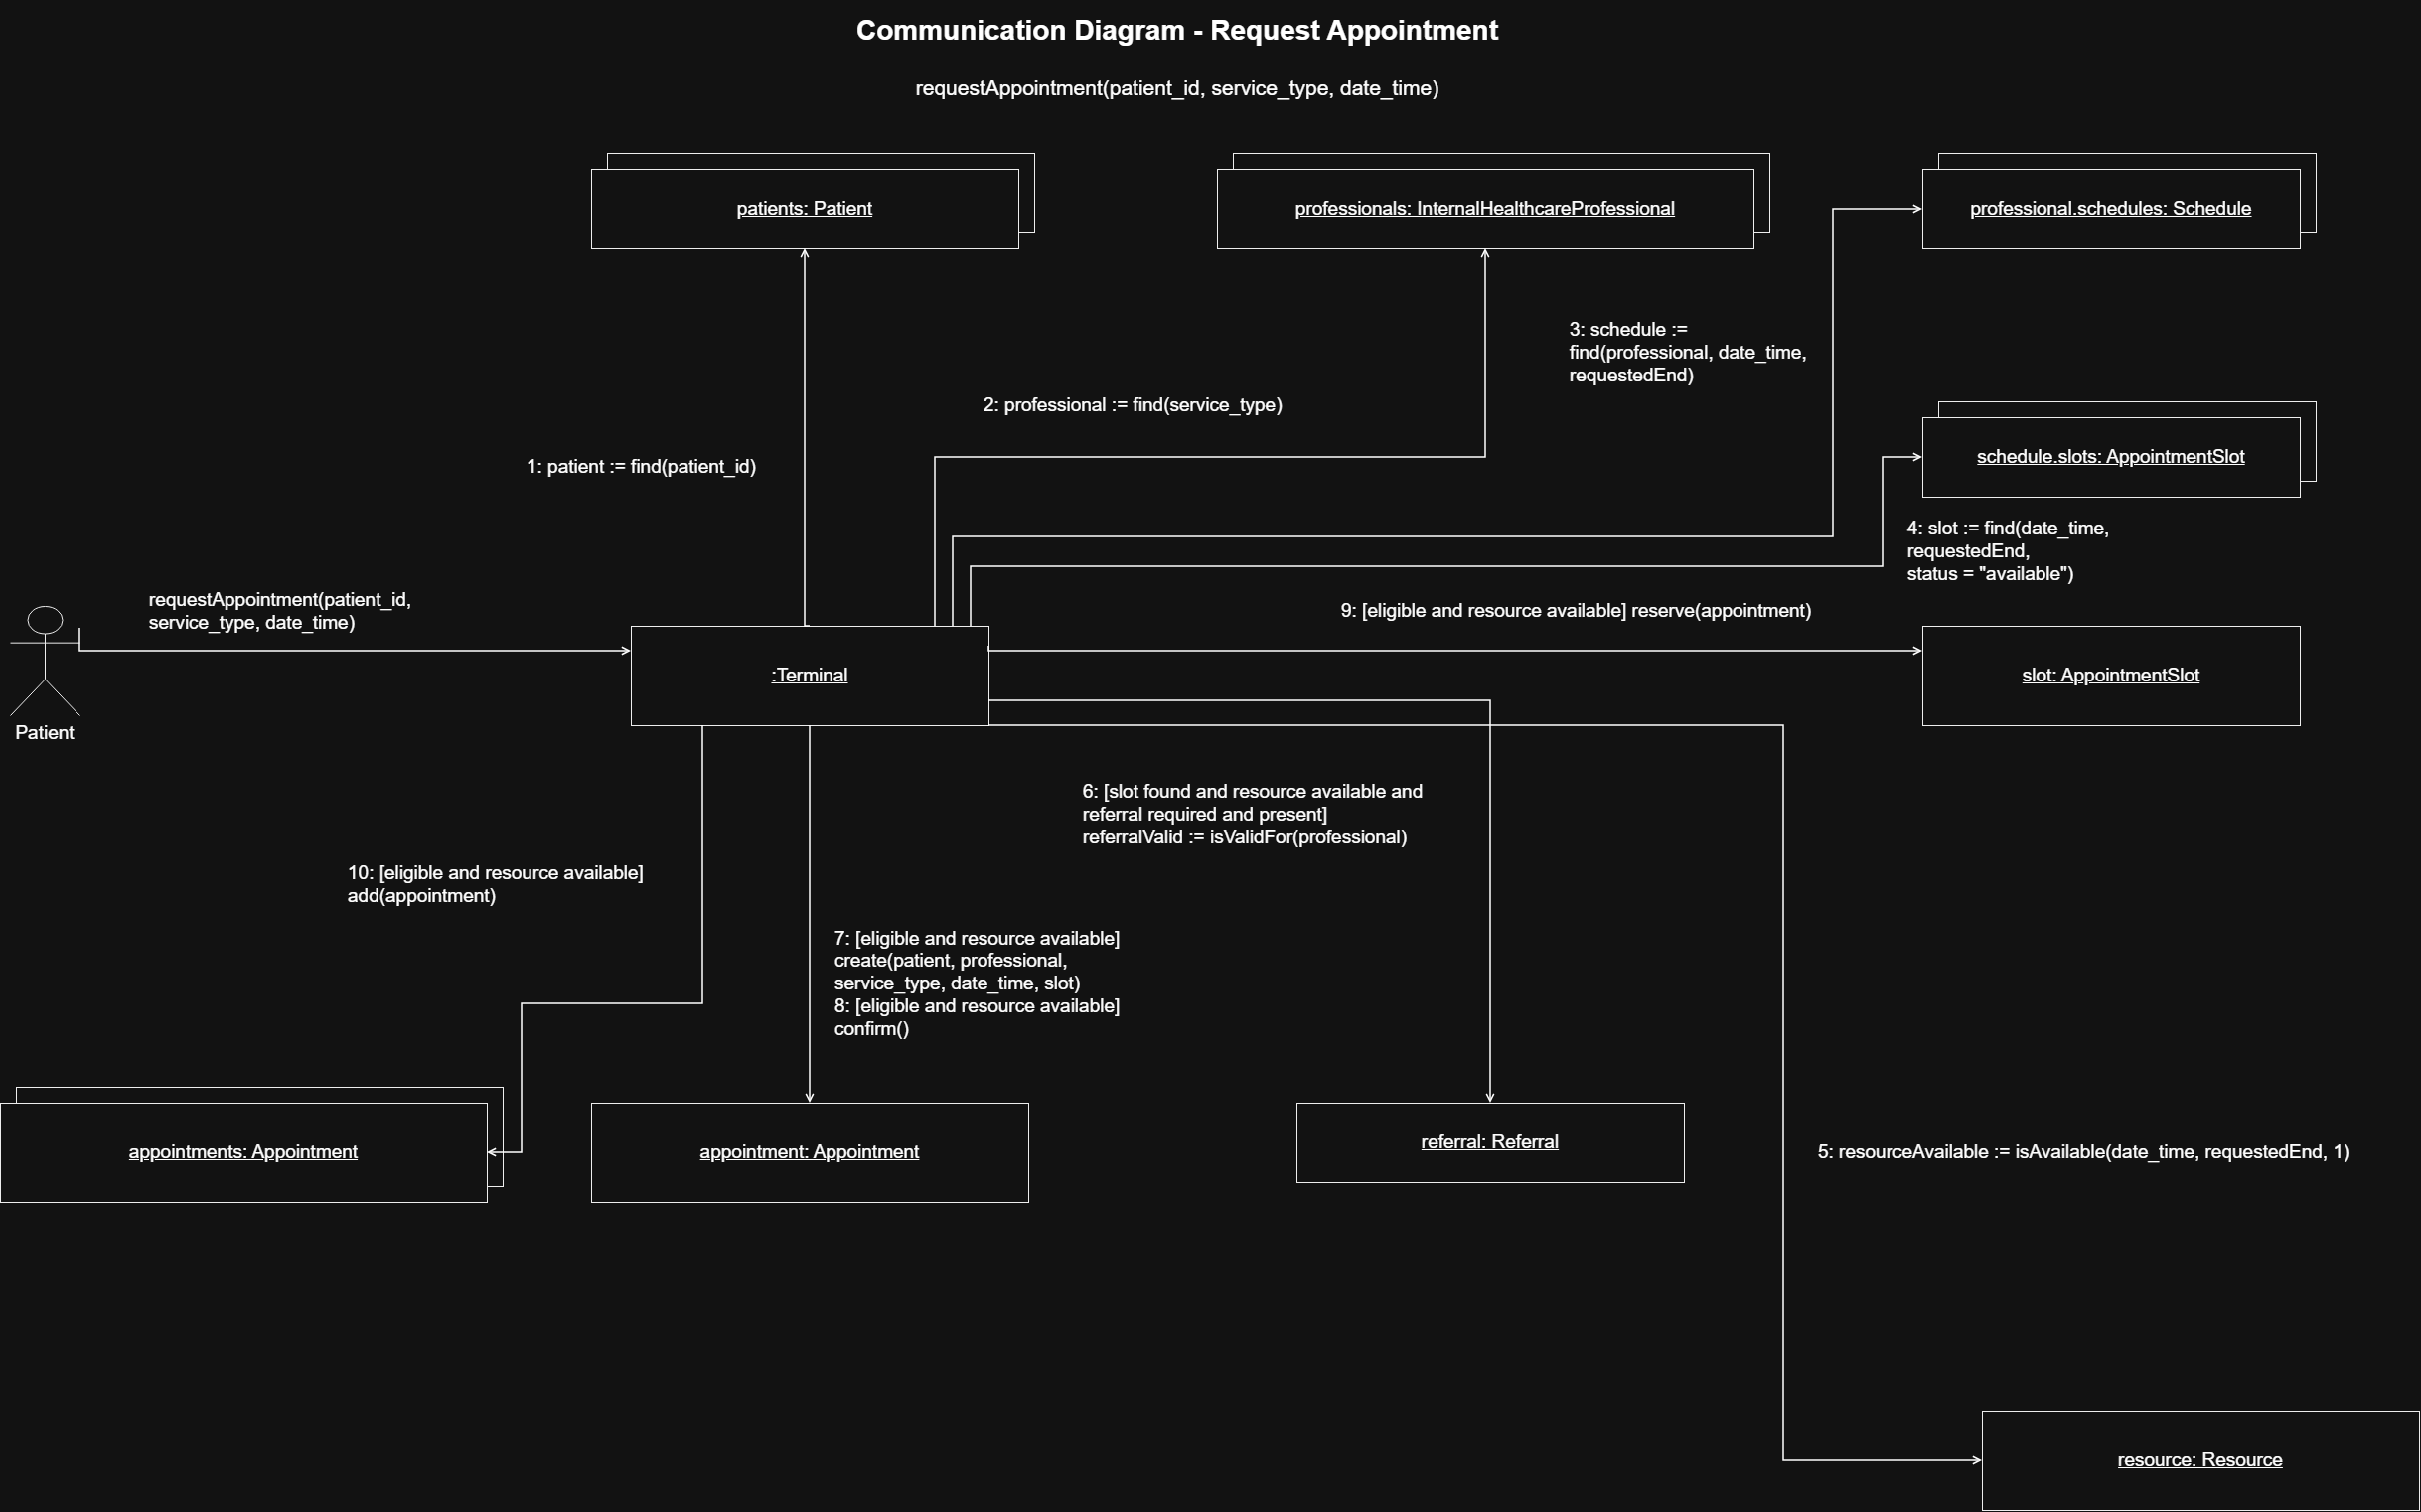 Communication Diagram - Request Appointment
requestAppointment(patient_id, service_type, date_time)
patients: Patient
professionals: InternalHealthcareProfessional
professional.schedules: Schedule
3: schedule :=
find(professional, date_time,
requestedEnd)
2: professional := find(service_type)
1: patient := find(patient_id)
schedule.slots: AppointmentSlot
4: slot := find(date_time,
requestedEnd,
status = "available")
requestAppointment(patient_id,
service_type, date_time)
9: [eligible and resource available] reserve(appointment)
:Terminal
slot: AppointmentSlot
Patient
6: [slot found and resource available and
referral required and present]
referralValid := isValidFor(professional)
10: [eligible and resource available]
add(appointment)
7: [eligible and resource available]
create(patient, professional,
service_type, date_time, slot)
8: [eligible and resource available]
confirm()
appointments: Appointment
appointment: Appointment
referral: Referral
5: resourceAvailable := isAvailable(date_time, requestedEnd, 1)
resource: Resource